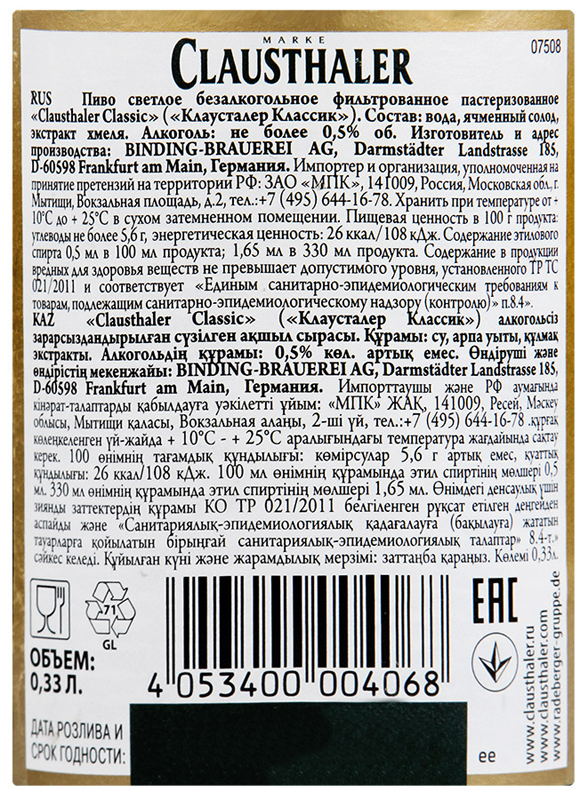 MARKE
CLAUSTHALER
07508
RUS Пиво светлое безалкогольное фильтрованное пастеризованное
«Clausthaler Classic» («Клаусталер Классик»). Состав: вода, ячменный солод,
экстракт хмеля. Алкоголь: не более 0,5% об. Изготовитель и адрес
производства: BINDING-BRAUEREI AG, Darmstädter Landstrasse 185,
D-60598 Frankfurt am Main, Германия. Импортер и организация, уполномоченная на
принятие претензий на территории РФ: ЗАО «МПК», 141009, Россия, Московская обл., г.
Мытищи, Вокзальная площадь, д.2, тел.:+7 (495) 644-16-78. Хранить при температуре от +
10°С до + 25°С в сухом затемненном помещении. Пищевая ценность в 100 г продукта:
углеводы не более 5,6 г, энергетическая ценность: 26 ккал/108 кДж. Содержание этилового
спирта 0,5 мл в 100 мл продукта; 1,65 мл в 330 мл продукта. Содержание в продукции
вредных для здоровья веществ не превышает допустимого уровня, установленного ТР ТС
021/2011 и соответствует «Единым санитарно-эпидемиологическим требованиям к
товарам, подлежащим санитарно-эпидемиологическому надзору (контролю)» п.8.4».
KAZ «Clausthaler Classic» («Клаусталер Классик») алкогольсіз
зарарсыздандырылған сүзілген ақшыл сырасы. Құрамы: су, арпа уыты, құлмақ
экстракты. Алкогольдің құрамы: 0,5% көл. артық емес. Өндіруші және
өндірістің мекенжайы: BINDING-BRAUEREI AG, Darmstädter Landstrasse 185,
D-60598 Frankfurt am Main, Германия. Импорттаушы және РФ аумағында
кінәрат-талаптарды қабылдауға уәкілетті ұйым: «МПК» ЖАҚ, 141009, Ресей, Мәскеу
облысы, Мытищи қаласы, Вокзальная алаңы, 2-ші үй, тел.:+7 (495) 644-16-78 .құрғақ
көлеңкеленген үй-жайда + 10°С - + 25°С аралығындағы температура жағдайында сақтау
керек. 100 өнімнің тағамдық құндылығы: көмірсулар 5,6 г артық емес, қуаттық
құндылығы: 26 ккал/108 кДж. 100 мл өнімнің құрамында этил спиртінің мөлшері 0,5
мл. 330 мл өнімнің құрамында этил спиртінің мөлшері 1,65 мл. Өнімдегі денсаулық үшін
зиянды заттектердің құрамы КО ТР 021/2011 белгіленген рұқсат етілген деңгейден
аспайды және «Санитариялық-эпидемиологиялық қадағалауға (бақылауға) жататын
тауарларға қойылатын бірыңғай санитариялық-эпидемиологиялық талаптар» 8.4-т.»
сәйкес келеді. Құйылған күні және жарамдылық мерзімі: заттаңба қараңыз. Көлемі 0,33л.
71
GL
ОБЪЕМ:
0,33 Л.
4 053400 004068
ДАТА РОЗЛИВА И
СРОК ГОДНОСТИ:
EAC
ee
www.clausthaler.ru
www.clausthaler.com
www.radeberger-gruppe.de